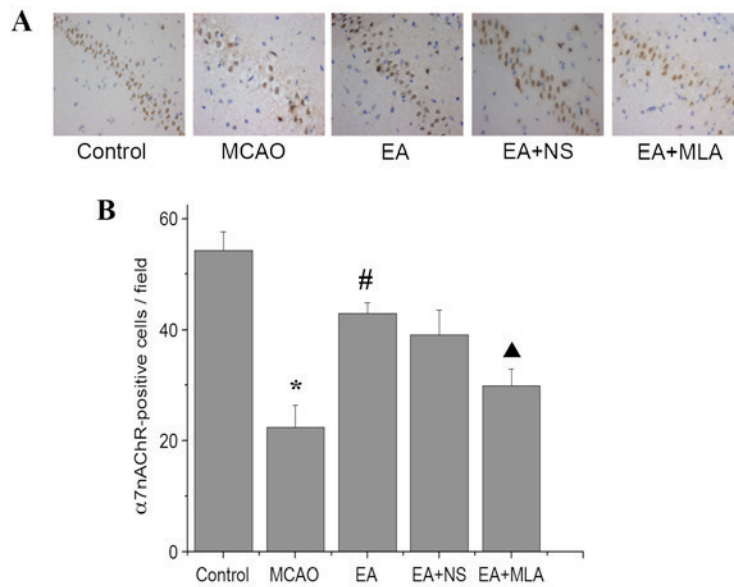 A
Control MCAO EA EA+NS EA+MLA
B
α7nAChR-positive cells / field
60
40
20
0
*
#
▲
Control MCAO EA EA+NS EA+MLA